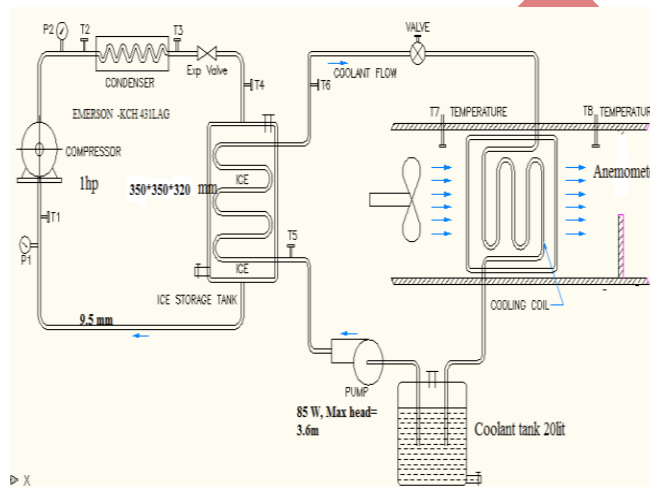 VALVE
P2 T2 T3
Exp Valve
CONDENSER
COOLANT FLOW
T4
T6
T7 TEMPERATURE
T8 TEMPERATUR
EMERSON -KCH 431LAG
COMPRESSOR
1hp
350*350*320 mm
ICE
Anemomete
T1
P1
T5
ICE
ICE STORAGE TANK
COOLING COIL
9.5 mm
PUMP
85 W, Max head=
3.6m
Coolant tank 20lit
X